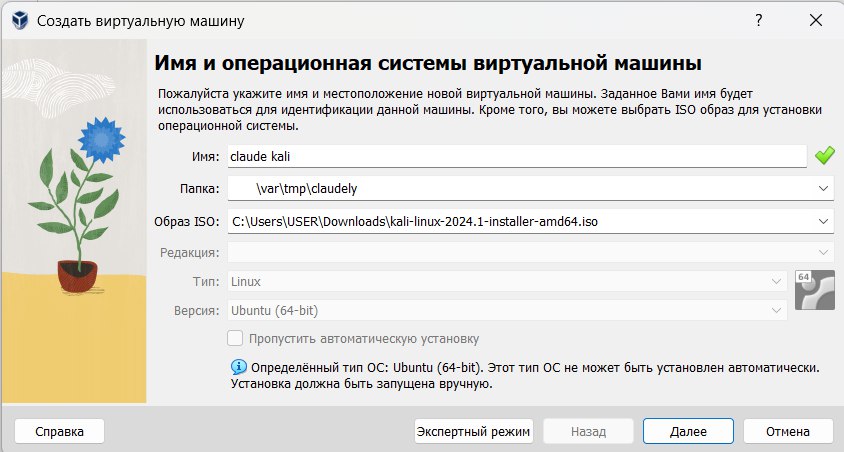 Создать виртуальную машину
?
Имя и операционная системы виртуальной машины
Пожалуйста укажите имя и местоположение новой виртуальной машины. Заданное Вами имя будет
использоваться для идентификации данной машины. Кроме того, вы можете выбрать ISO образ для установки
операционной системы.
Имя: claude kali
Папка: \var\tmp\claudely
Образ ISO: C:\Users\USER\Downloads\kali-linux-2024.1-installer-amd64.iso
Редакция:
Тип: Linux
64
Версия: Ubuntu (64-bit)
Пропустить автоматическую установку
Определённый тип ОС: Ubuntu (64-bit). Этот тип ОС не может быть установлен автоматически.
Установка должна быть запущена вручную.
Справка Экспертный режим Назад Далее Отмена